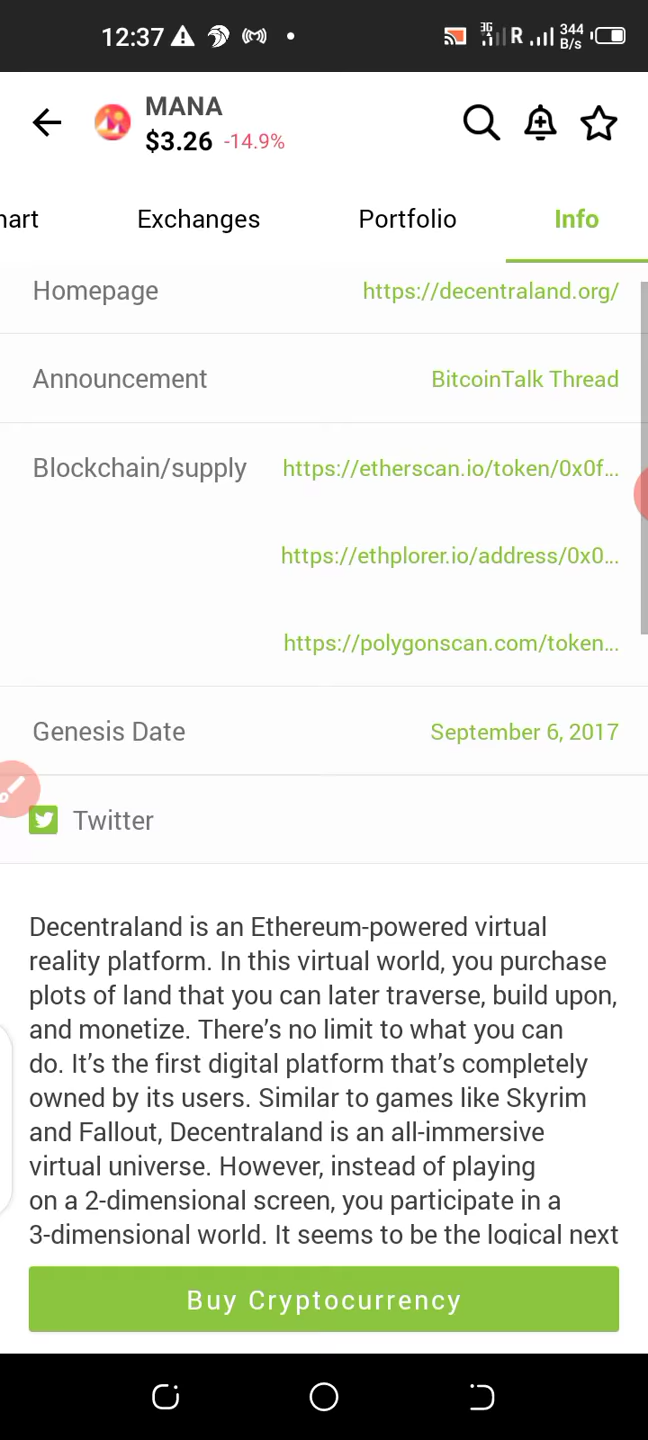 12:37
3G
R
344
B/s
MANA
$3.26 -14.9%
hart
Exchanges
Portfolio
Info
Homepage
https://decentraland.org/
Announcement
BitcoinTalk Thread
Blockchain/supply
https://etherscan.io/token/0x0f...
https://ethplorer.io/address/0x0...
https://polygonscan.com/token...
Genesis Date
September 6, 2017
Twitter
Decentraland is an Ethereum-powered virtual
reality platform. In this virtual world, you purchase
plots of land that you can later traverse, build upon,
and monetize. There’s no limit to what you can
do. It’s the first digital platform that’s completely
owned by its users. Similar to games like Skyrim
and Fallout, Decentraland is an all-immersive
virtual universe. However, instead of playing
on a 2-dimensional screen, you participate in a
3-dimensional world. It seems to be the logical next
Buy Cryptocurrency